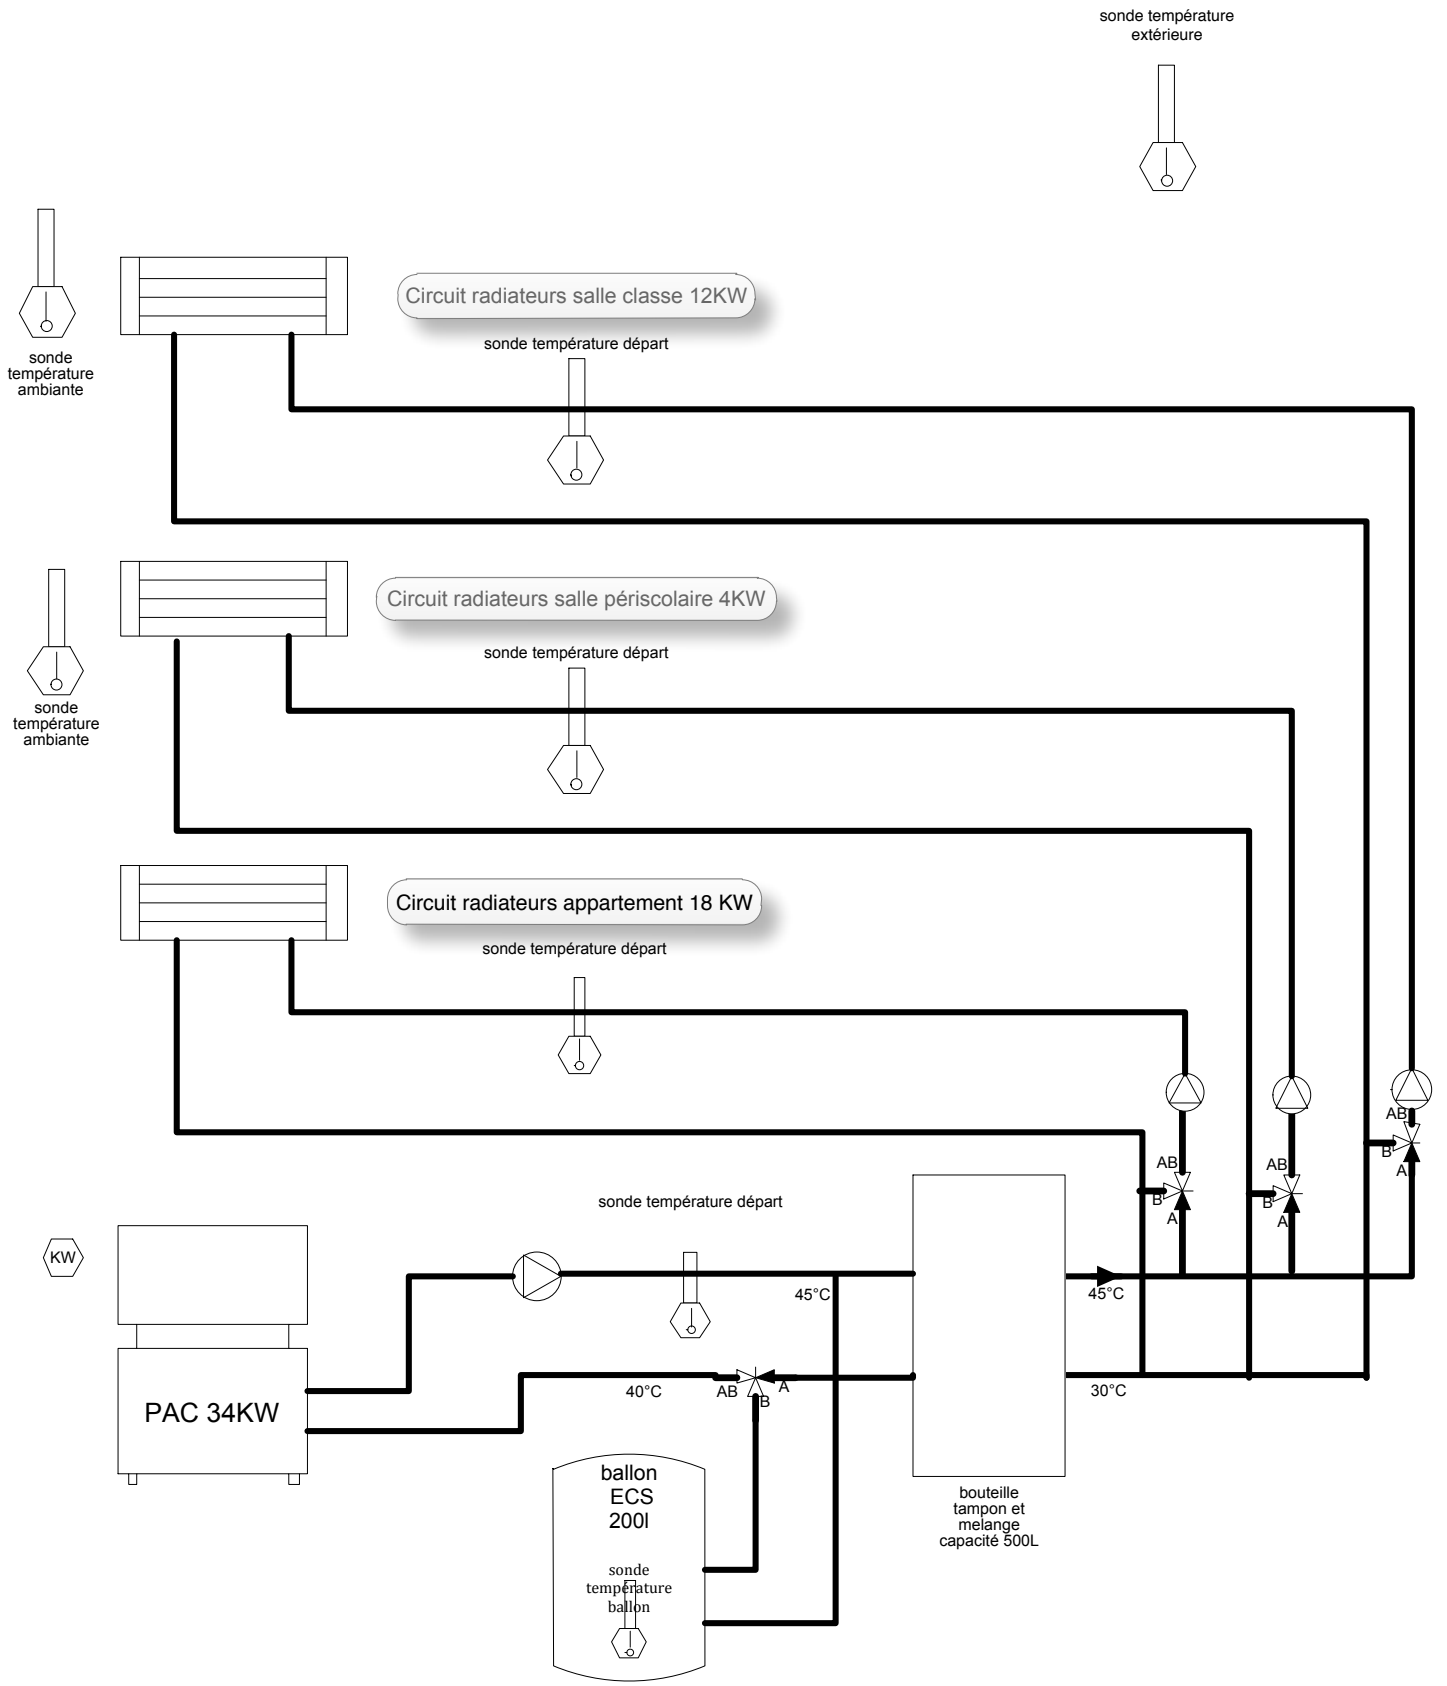 sonde température
extérieure
Circuit radiateurs salle classe 12KW
sonde température départ
sonde
température
ambiante
Circuit radiateurs salle périscolaire 4KW
sonde température départ
sonde
température
ambiante
Circuit radiateurs appartement 18 KW
sonde température départ
AB
B
A
AB
B
A
AB
B
A
sonde température départ
KW
45°C
45°C
40°C
AB
A
B
30°C
PAC 34KW
ballon
ECS
200l
sonde
température
ballon
bouteille
tampon et
melange
capacité 500L